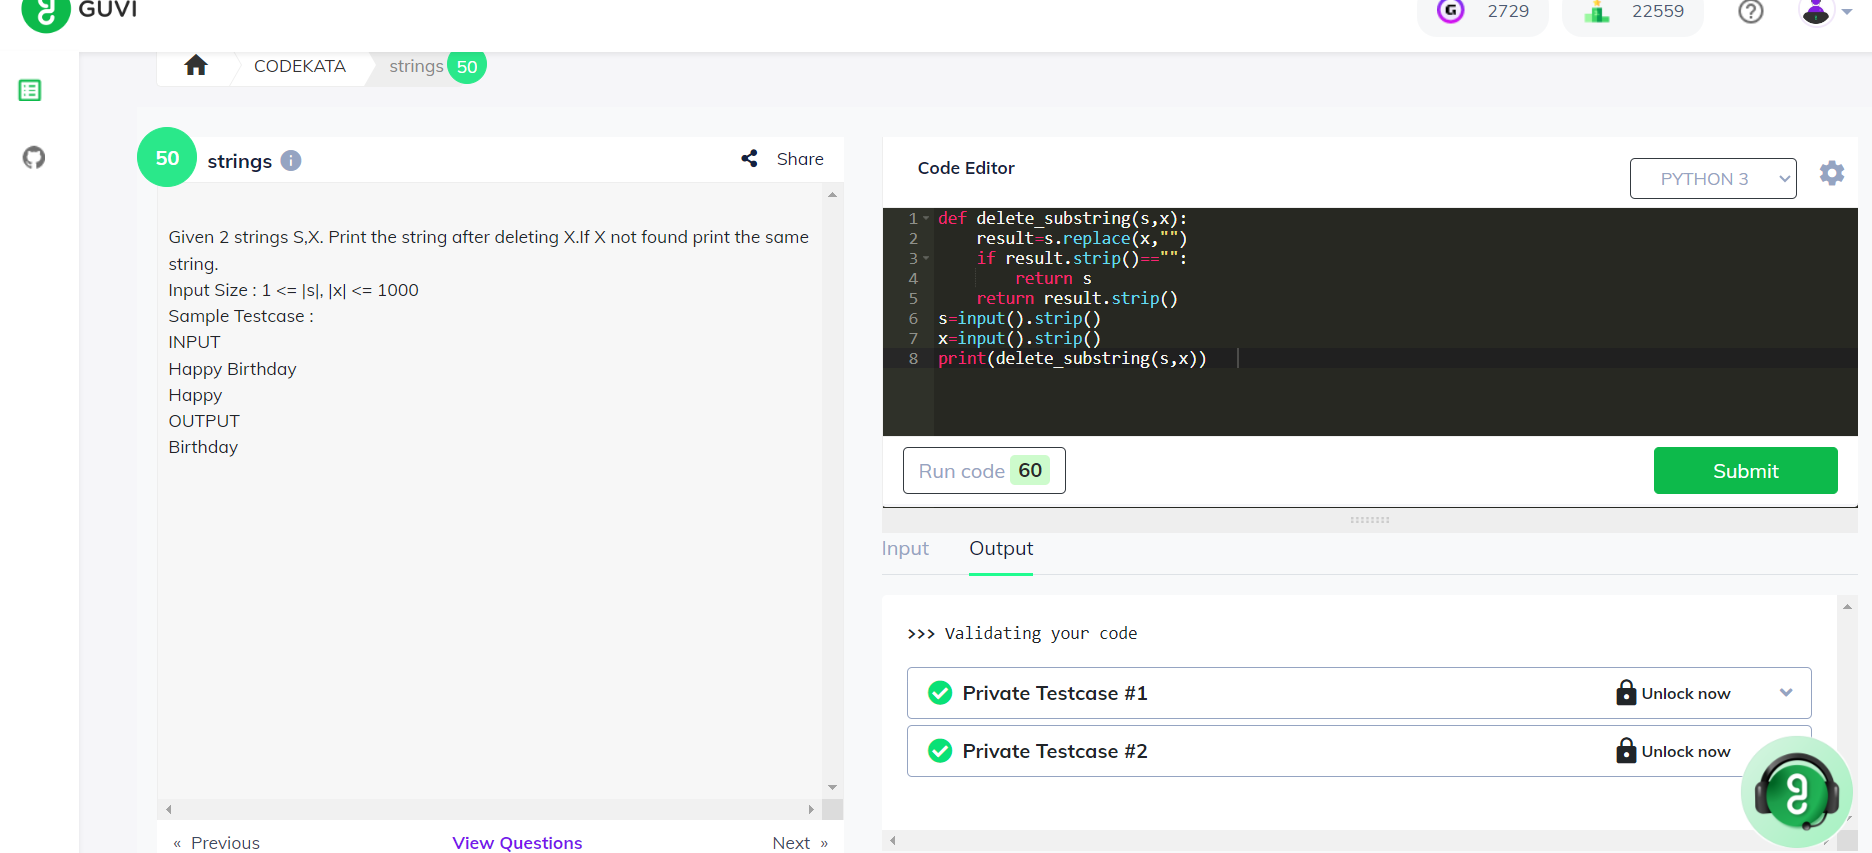 GUVI
2729
22559
CODEKATA
strings 50
50 strings
Share
Given 2 strings S,X. Print the string after deleting X.If X not found print the same
string.
Input Size : 1 <= |s|, |x| <= 1000
Sample Testcase :
INPUT
Happy Birthday
Happy
OUTPUT
Birthday
« Previous
View Questions
Next »
Code Editor
PYTHON 3
1 def delete_substring(s,x):
2     result=s.replace(x,"")
3     if result.strip()=="":
4         return s
5     return result.strip()
6 s=input().strip()
7 x=input().strip()
8 print(delete_substring(s,x))
Run code 60
Submit
Input
Output
>>> Validating your code
Private Testcase #1
Unlock now
Private Testcase #2
Unlock now